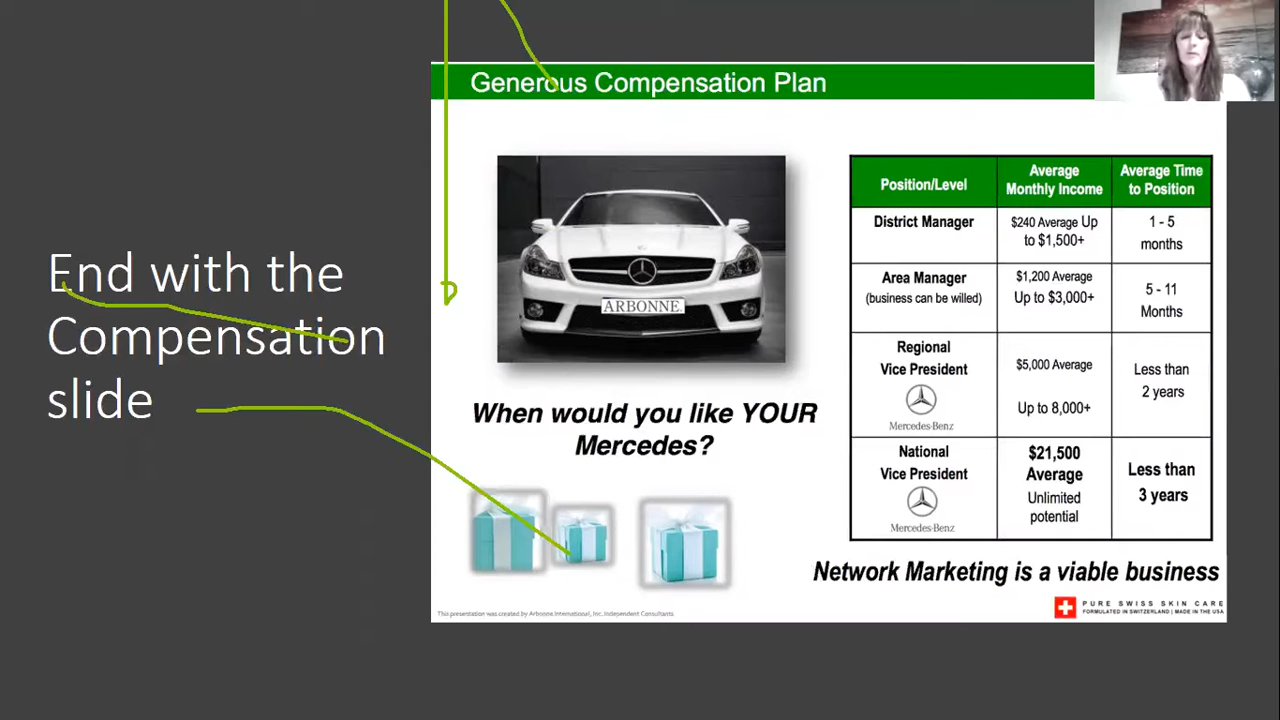 End with the
Compensation
slide
Generous Compensation Plan
ARBONNE
When would you like YOUR
Mercedes?
Position/Level
Average
Monthly Income
Average Time
to Position
District Manager
$240 Average Up
to $1,500+
1 - 5
months
Area Manager
(business can be willed)
$1,200 Average
Up to $3,000+
5 - 11
Months
Regional
Vice President
Mercedes-Benz
$5,000 Average
Up to 8,000+
Less than
2 years
National
Vice President
Mercedes-Benz
$21,500
Average
Unlimited
potential
Less than
3 years
Network Marketing is a viable business
This presentation was created by Arbonne International, Inc. Independent Consultants.
PURE SWISS SKIN CARE
FORMULATED IN SWITZERLAND | MADE IN THE USA